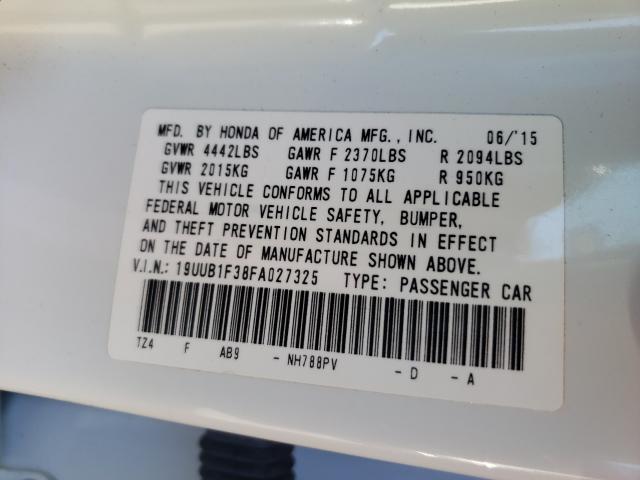 MFD. BY HONDA OF AMERICA MFG., INC. 06/'15
GVWR 4442LBS GAWR F 2370LBS R 2094LBS
GVWR 2015KG GAWR F 1075KG R 950KG
THIS VEHICLE CONFORMS TO ALL APPLICABLE
FEDERAL MOTOR VEHICLE SAFETY, BUMPER,
AND THEFT PREVENTION STANDARDS IN EFFECT
ON THE DATE OF MANUFACTURE SHOWN ABOVE.
V.I.N.: 19UUB1F38FA027325 TYPE: PASSENGER CAR
TZ4 F AB9 - NH788PV - D - A